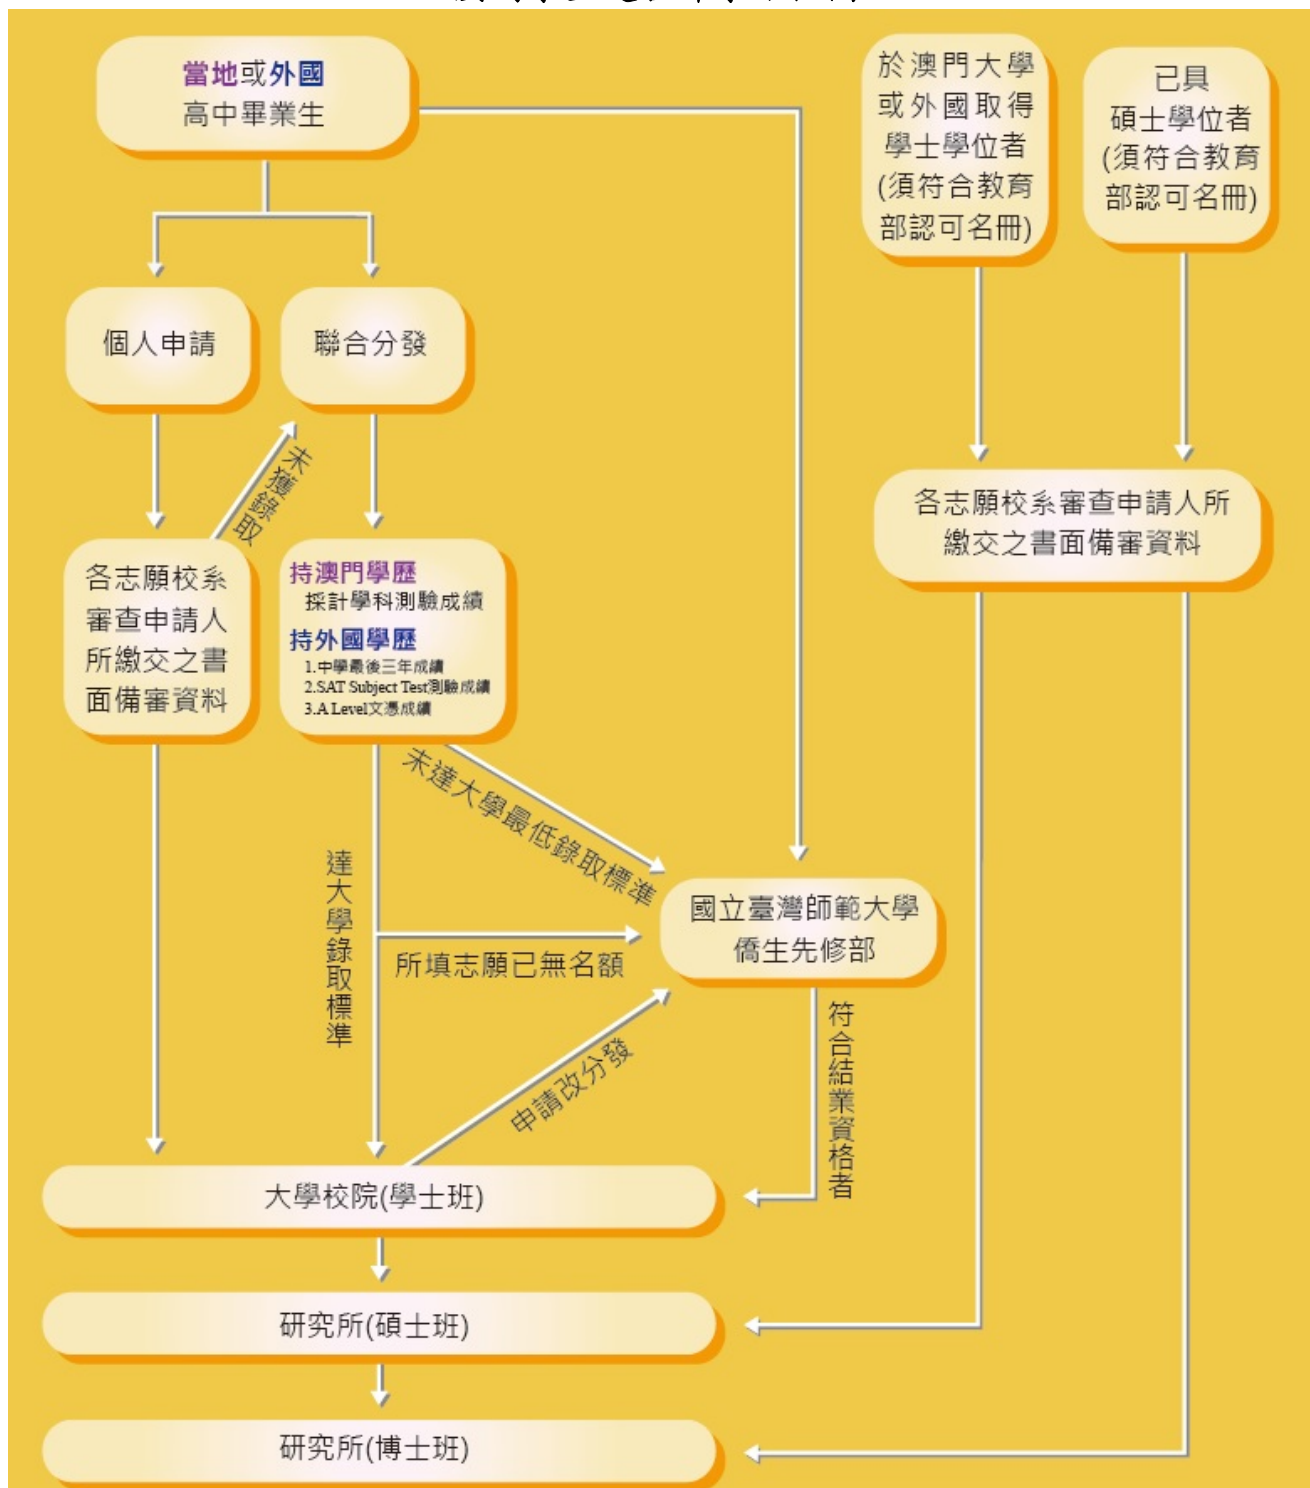 當地或外國
高中畢業生
於澳門大學
或外國取得
學士學位者
(須符合教育
部認可名冊)
已具
碩士學位者
(須符合教育
部認可名冊)
個人申請
聯合分發
未獲錄取
各志願校系
審查申請人
所繳交之書
面備審資料
持澳門學歷
採計學科測驗成績
持外國學歷
1.中學最後三年成績
2.SAT Subject Test測驗成績
3.A Level文憑成績
各志願校系審查申請人所
繳交之書面備審資料
未達大學最低錄取標準
達大學錄取標準
所填志願已無名額
國立臺灣師範大學
僑生先修部
申請改分發
符合結業資格者
大學校院(學士班)
研究所(碩士班)
研究所(博士班)